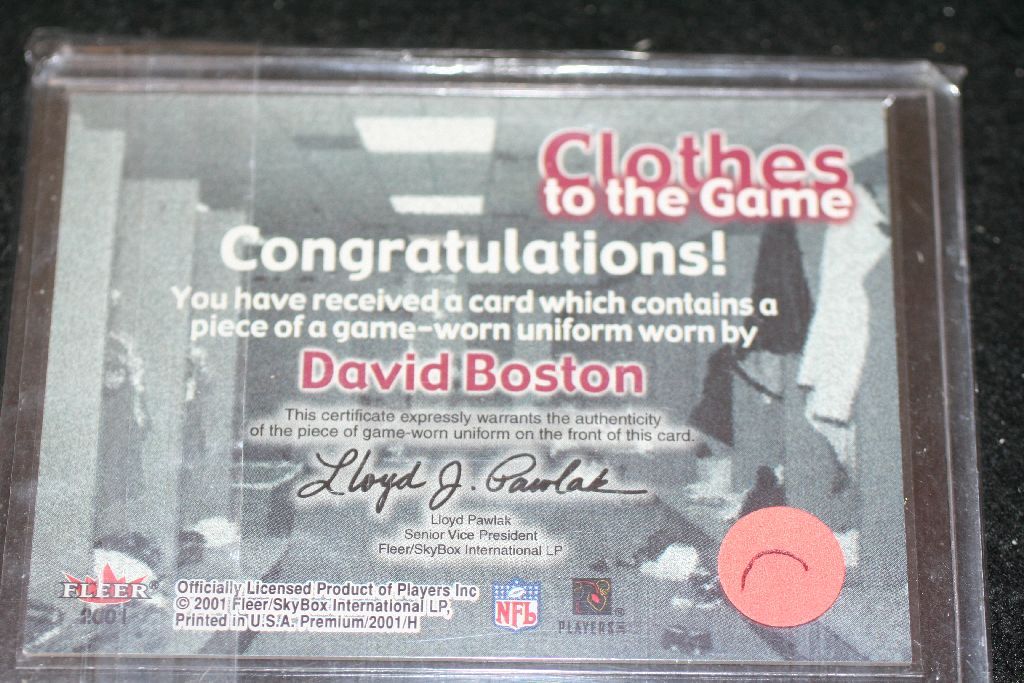 Clothes
to the Game
Congratulations!
You have received a card which contains a
piece of a game-worn uniform worn by
David Boston
This certificate expressly warrants the authenticity
of the piece of game-worn uniform on the front of this card.
Lloyd J. Pawlak
Lloyd Pawlak
Senior Vice President
Fleer/SkyBox International LP
FLEER
2001
Officially Licensed Product of Players Inc
© 2001 Fleer/SkyBox International LP,
Printed in U.S.A. Premium/2001/H
NFL
PLAYERS INC